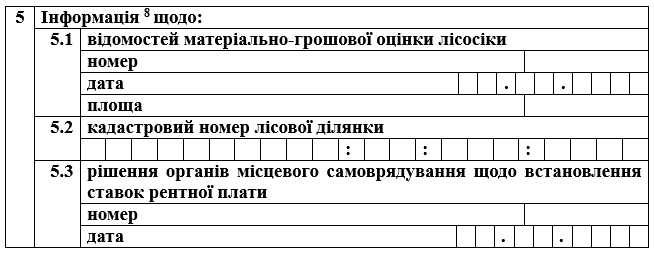 5 Інформація 8 щодо:
5.1 відомостей матеріально-грошової оцінки лісосіки
номер
дата . .
площа
5.2 кадастровий номер лісової ділянки
: : :
5.3 рішення органів місцевого самоврядування щодо встановлення
ставок рентної плати
номер
дата . .